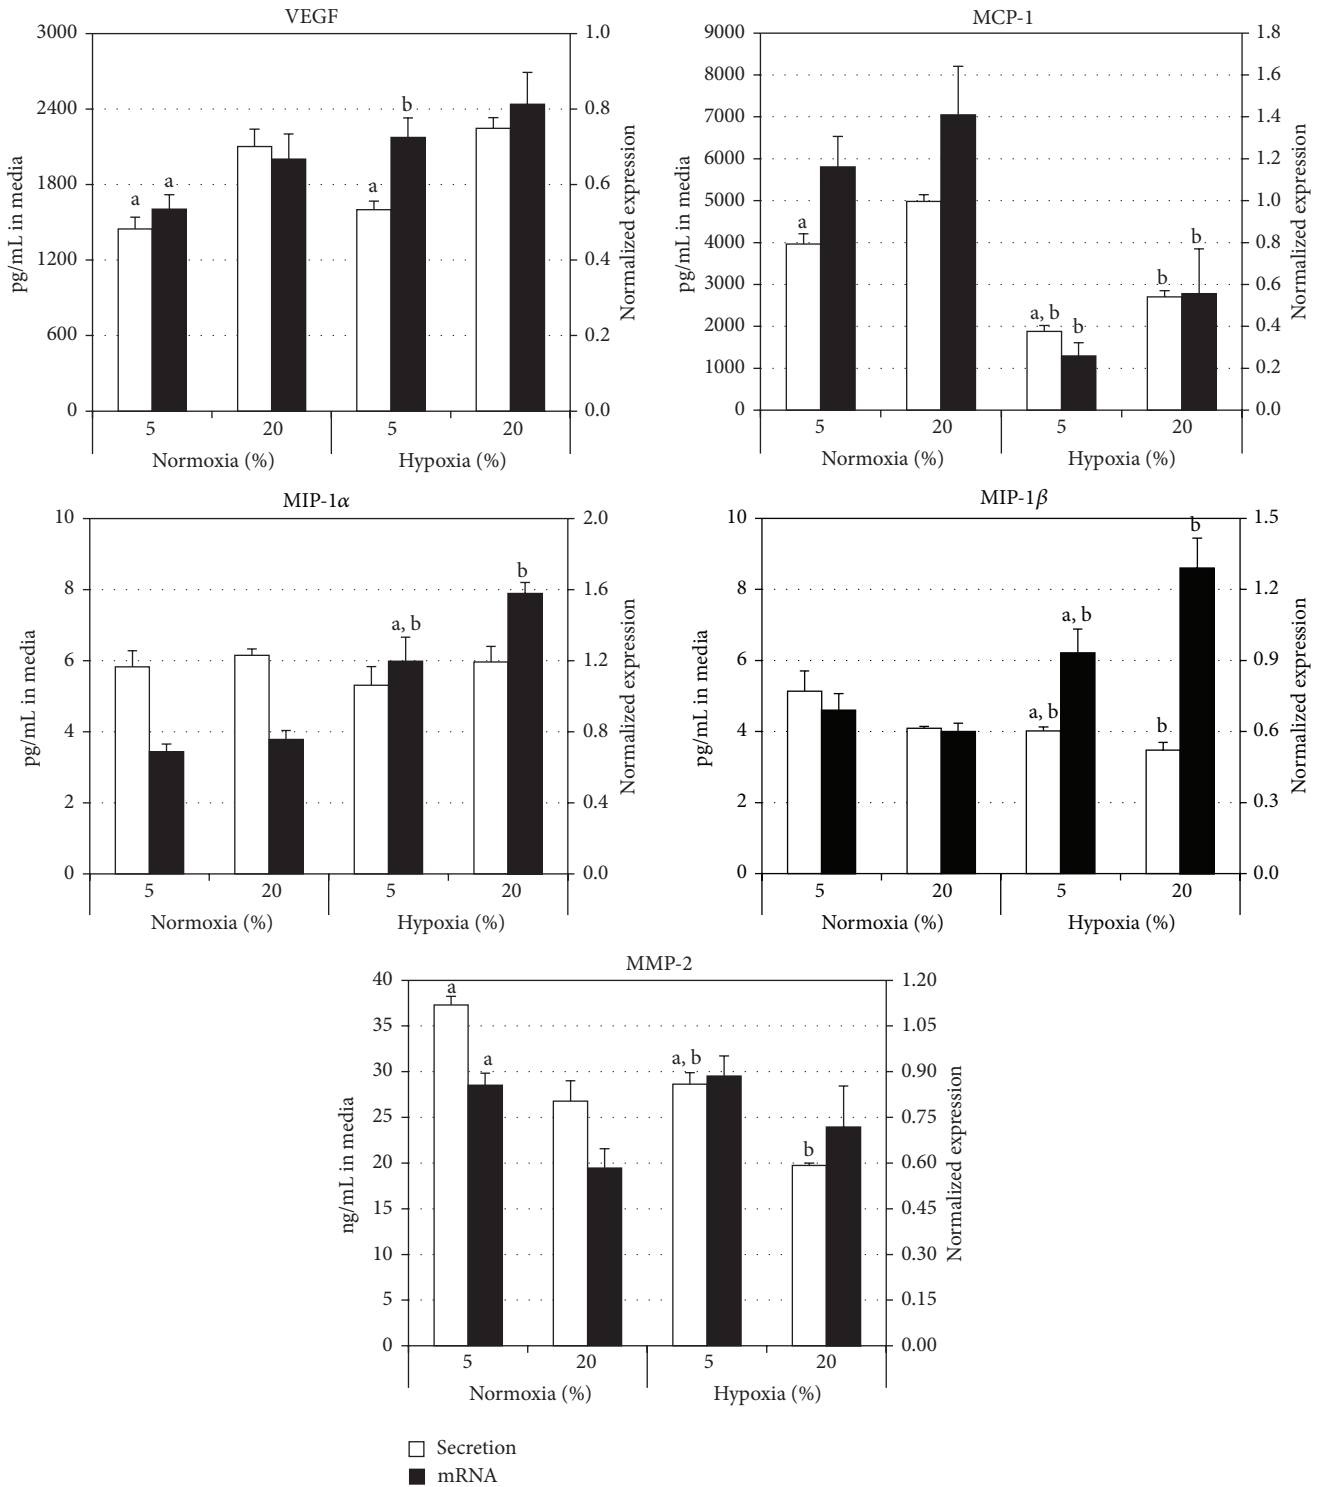 VEGF
3000
2400
1800
1200
600
0
pg/mL in media
1.0
0.8
0.6
0.4
0.2
0.0
Normalized expression
a
a
a
b
5
20
5
20
Normoxia (%)
Hypoxia (%)
MCP-1
9000
8000
7000
6000
5000
4000
3000
2000
1000
0
pg/mL in media
1.8
1.6
1.4
1.2
1.0
0.8
0.6
0.4
0.2
0.0
Normalized expression
a
a, b
b
b
b
5
20
5
20
Normoxia (%)
Hypoxia (%)
MIP-1α
10
8
6
4
2
0
pg/mL in media
2.0
1.6
1.2
0.8
0.4
0.0
Normalized expression
a, b
b
5
20
5
20
Normoxia (%)
Hypoxia (%)
MIP-1β
10
8
6
4
2
0
pg/mL in media
1.5
1.2
0.9
0.6
0.3
0.0
Normalized expression
a, b
a, b
b
b
5
20
5
20
Normoxia (%)
Hypoxia (%)
MMP-2
40
35
30
25
20
15
10
5
0
ng/mL in media
1.20
1.05
0.90
0.75
0.60
0.45
0.30
0.15
0.00
Normalized expression
a
a
a, b
b
5
20
5
20
Normoxia (%)
Hypoxia (%)
Secretion
mRNA